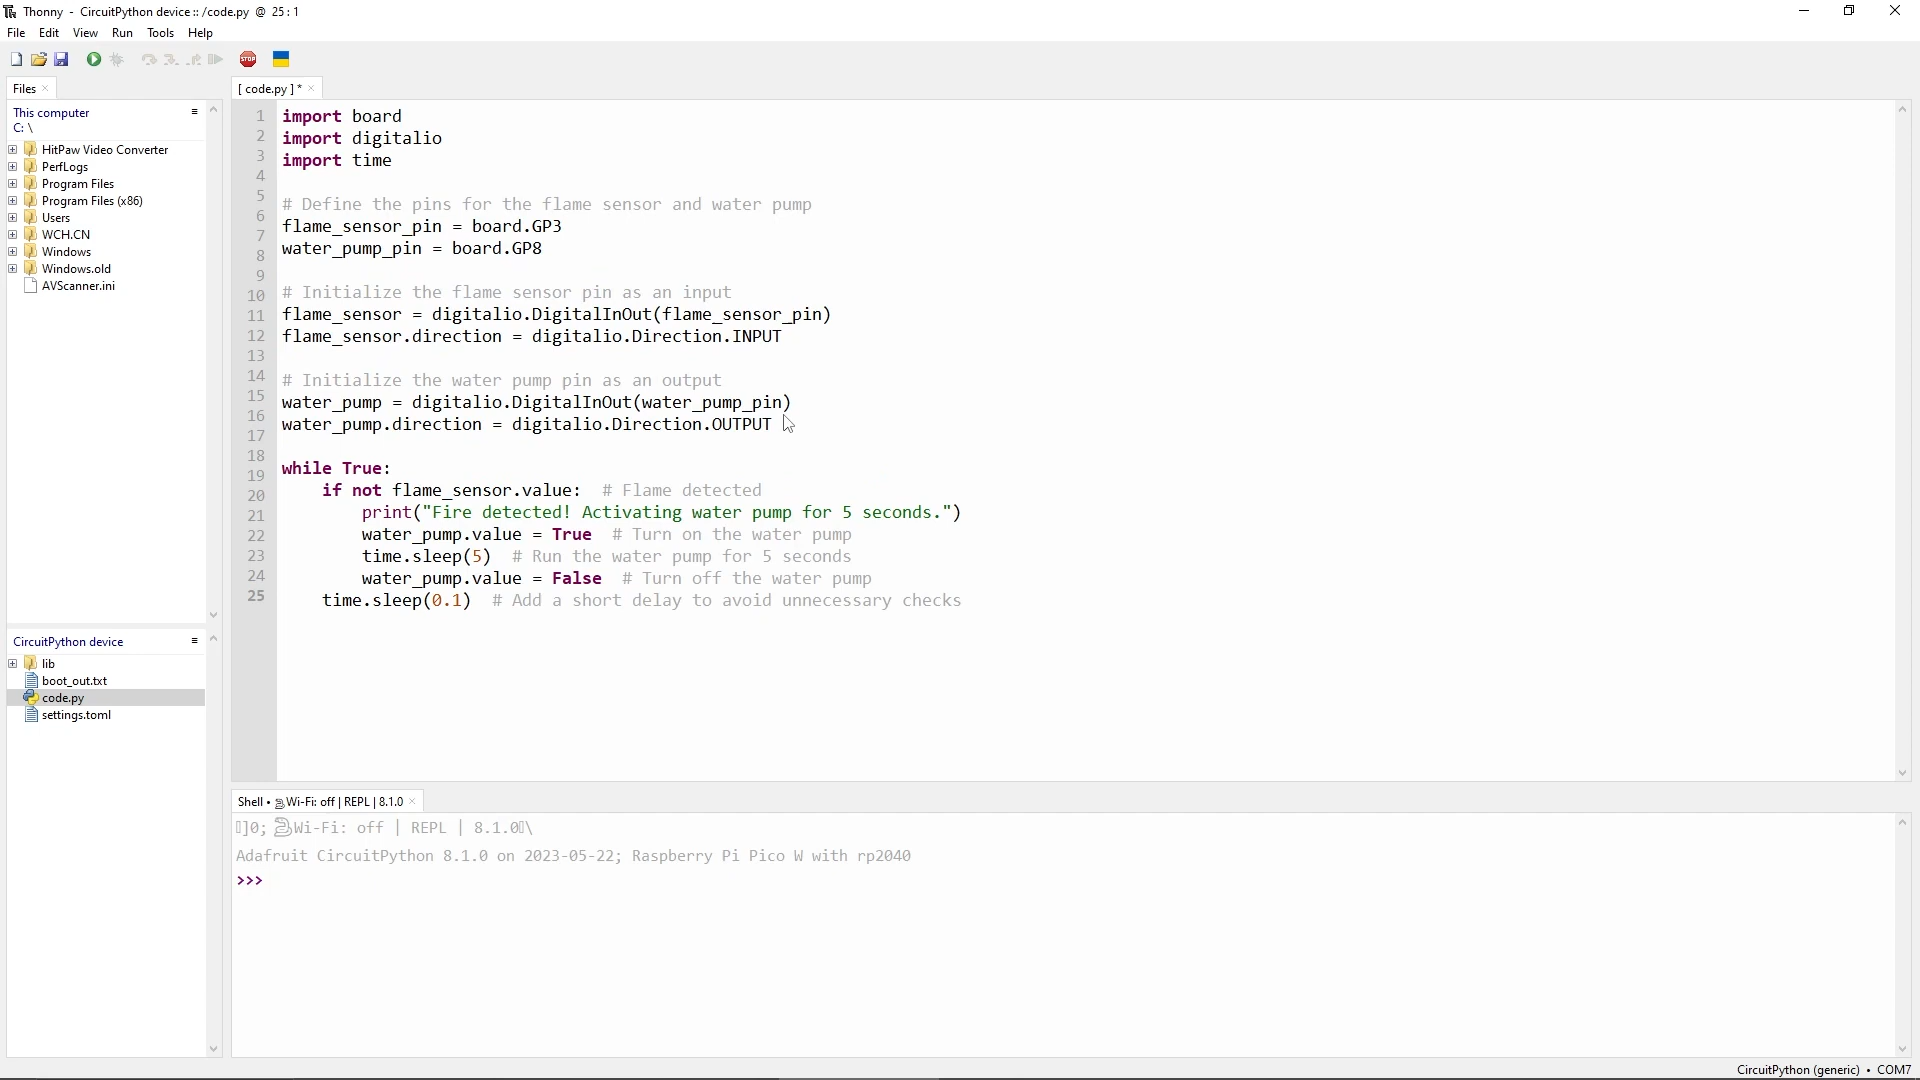 Thonny - CircuitPython device :: /code.py @ 25 : 1
File Edit View Run Tools Help
STOP
Files
[ code.py ] *
This computer
C: \
HitPaw Video Converter
PerfLogs
Program Files
Program Files (x86)
Users
WCH.CN
Windows
Windows.old
AVScanner.ini
CircuitPython device
lib
boot_out.txt
code.py
settings.toml
1 import board
2 import digitalio
3 import time
4
5 # Define the pins for the flame sensor and water pump
6 flame_sensor_pin = board.GP3
7 water_pump_pin = board.GP8
8
9 # Initialize the flame sensor pin as an input
10 flame_sensor = digitalio.DigitalInOut(flame_sensor_pin)
11 flame_sensor.direction = digitalio.Direction.INPUT
12
13 # Initialize the water pump pin as an output
14 water_pump = digitalio.DigitalInOut(water_pump_pin)
15 water_pump.direction = digitalio.Direction.OUTPUT
16
17 while True:
18     if not flame_sensor.value:  # Flame detected
19         print("Fire detected! Activating water pump for 5 seconds.")
20         water_pump.value = True  # Turn on the water pump
21         time.sleep(5)  # Run the water pump for 5 seconds
22         water_pump.value = False  # Turn off the water pump
23     time.sleep(0.1)  # Add a short delay to avoid unnecessary checks
24
25
Shell • Wi-Fi: off | REPL | 8.1.0
]0; Wi-Fi: off | REPL | 8.1.0\
Adafruit CircuitPython 8.1.0 on 2023-05-22; Raspberry Pi Pico W with rp2040
>>>
CircuitPython (generic) • COM7